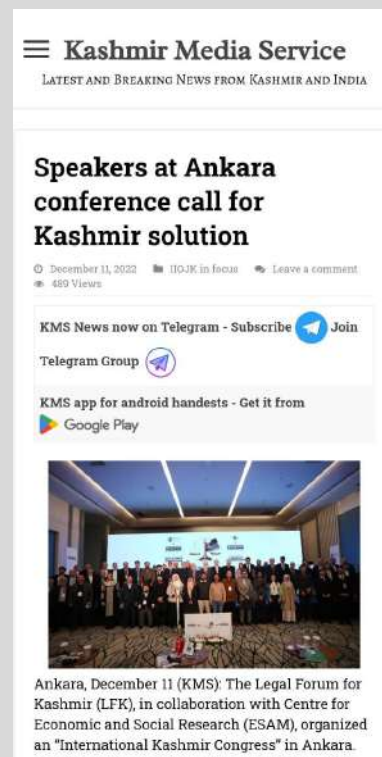 Kashmir Media Service
Latest and Breaking News from Kashmir and India
Speakers at Ankara
conference call for
Kashmir solution
December 11, 2022 IIOJK in focus Leave a comment
489 Views
KMS News now on Telegram - Subscribe Join
Telegram Group
KMS app for android handests - Get it from
Google Play
Ankara, December 11 (KMS): The Legal Forum for
Kashmir (LFK), in collaboration with Centre for
Economic and Social Research (ESAM), organized
an "International Kashmir Congress" in Ankara.